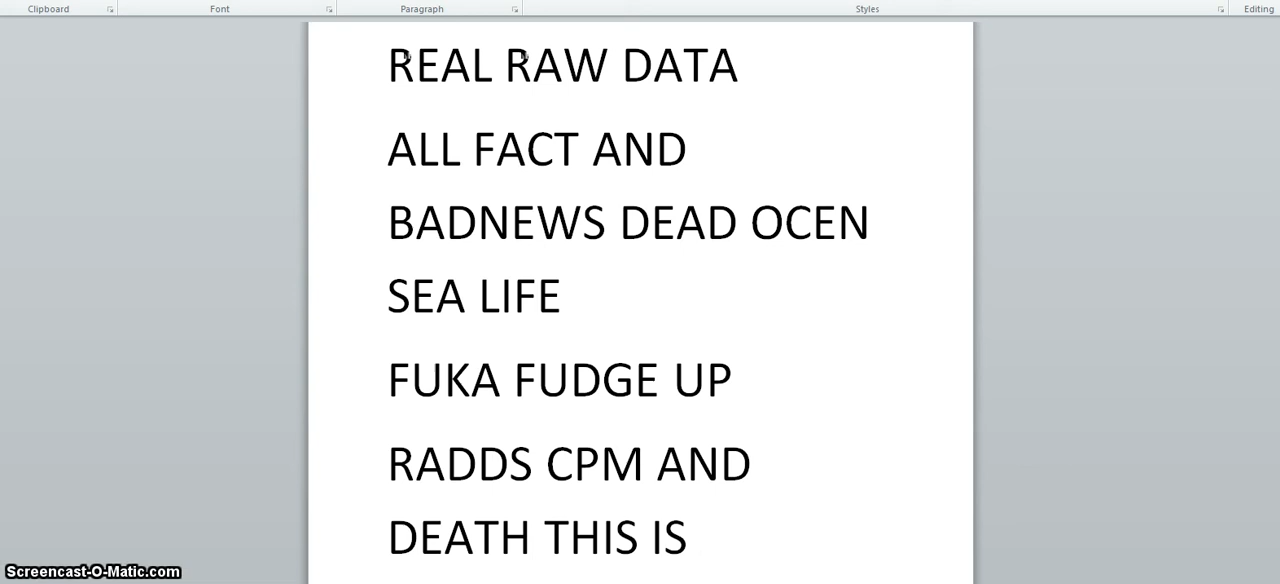 Clipboard Font Paragraph Styles Editing
REAL RAW DATA
ALL FACT AND
BADNEWS DEAD OCEN
SEA LIFE
FUKA FUDGE UP
RADDS CPM AND
DEATH THIS IS
Screencast-O-Matic.com